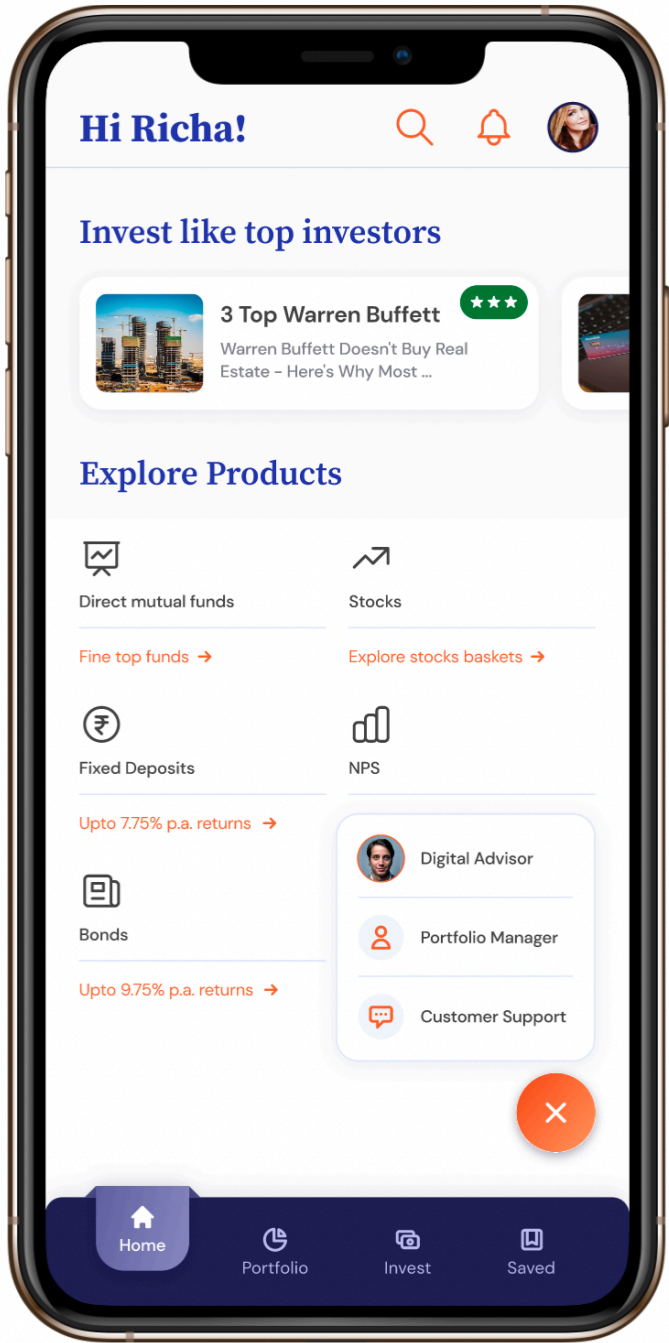 Hi Richa!
Invest like top investors
3 Top Warren Buffett
Warren Buffett Doesn't Buy Real
Estate - Here's Why Most ...
Explore Products
Direct mutual funds
Stocks
Fine top funds →
Explore stocks baskets →
Fixed Deposits
NPS
Upto 7.75% p.a. returns →
Digital Advisor
Bonds
Portfolio Manager
Upto 9.75% p.a. returns →
Customer Support
Home
Portfolio
Invest
Saved